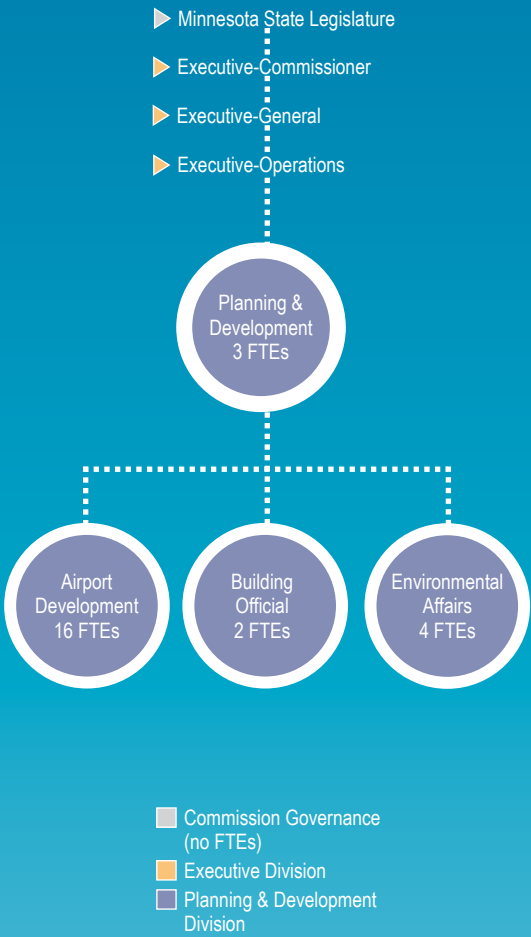 Minnesota State Legislature
Executive-Commissioner
Executive-General
Executive-Operations
Planning &
Development
3 FTEs
Airport
Development
16 FTEs
Building
Official
2 FTEs
Environmental
Affairs
4 FTEs
Commission Governance
(no FTEs)
Executive Division
Planning & Development
Division